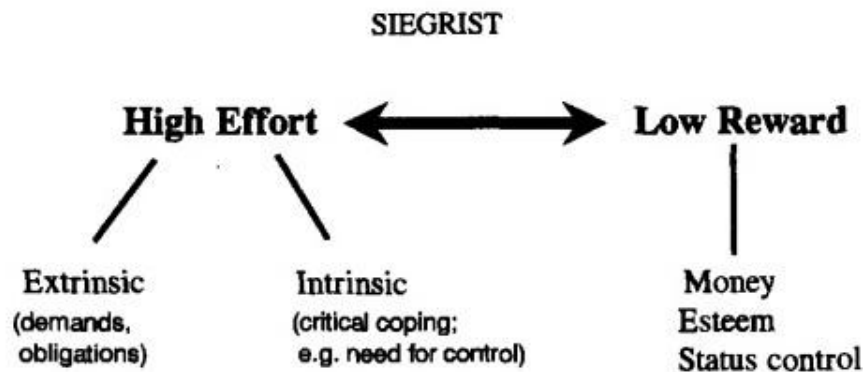 SIEGRIST
High Effort
Low Reward
Extrinsic
(demands,
obligations)
Intrinsic
(critical coping;
e.g. need for control)
Money
Esteem
Status control